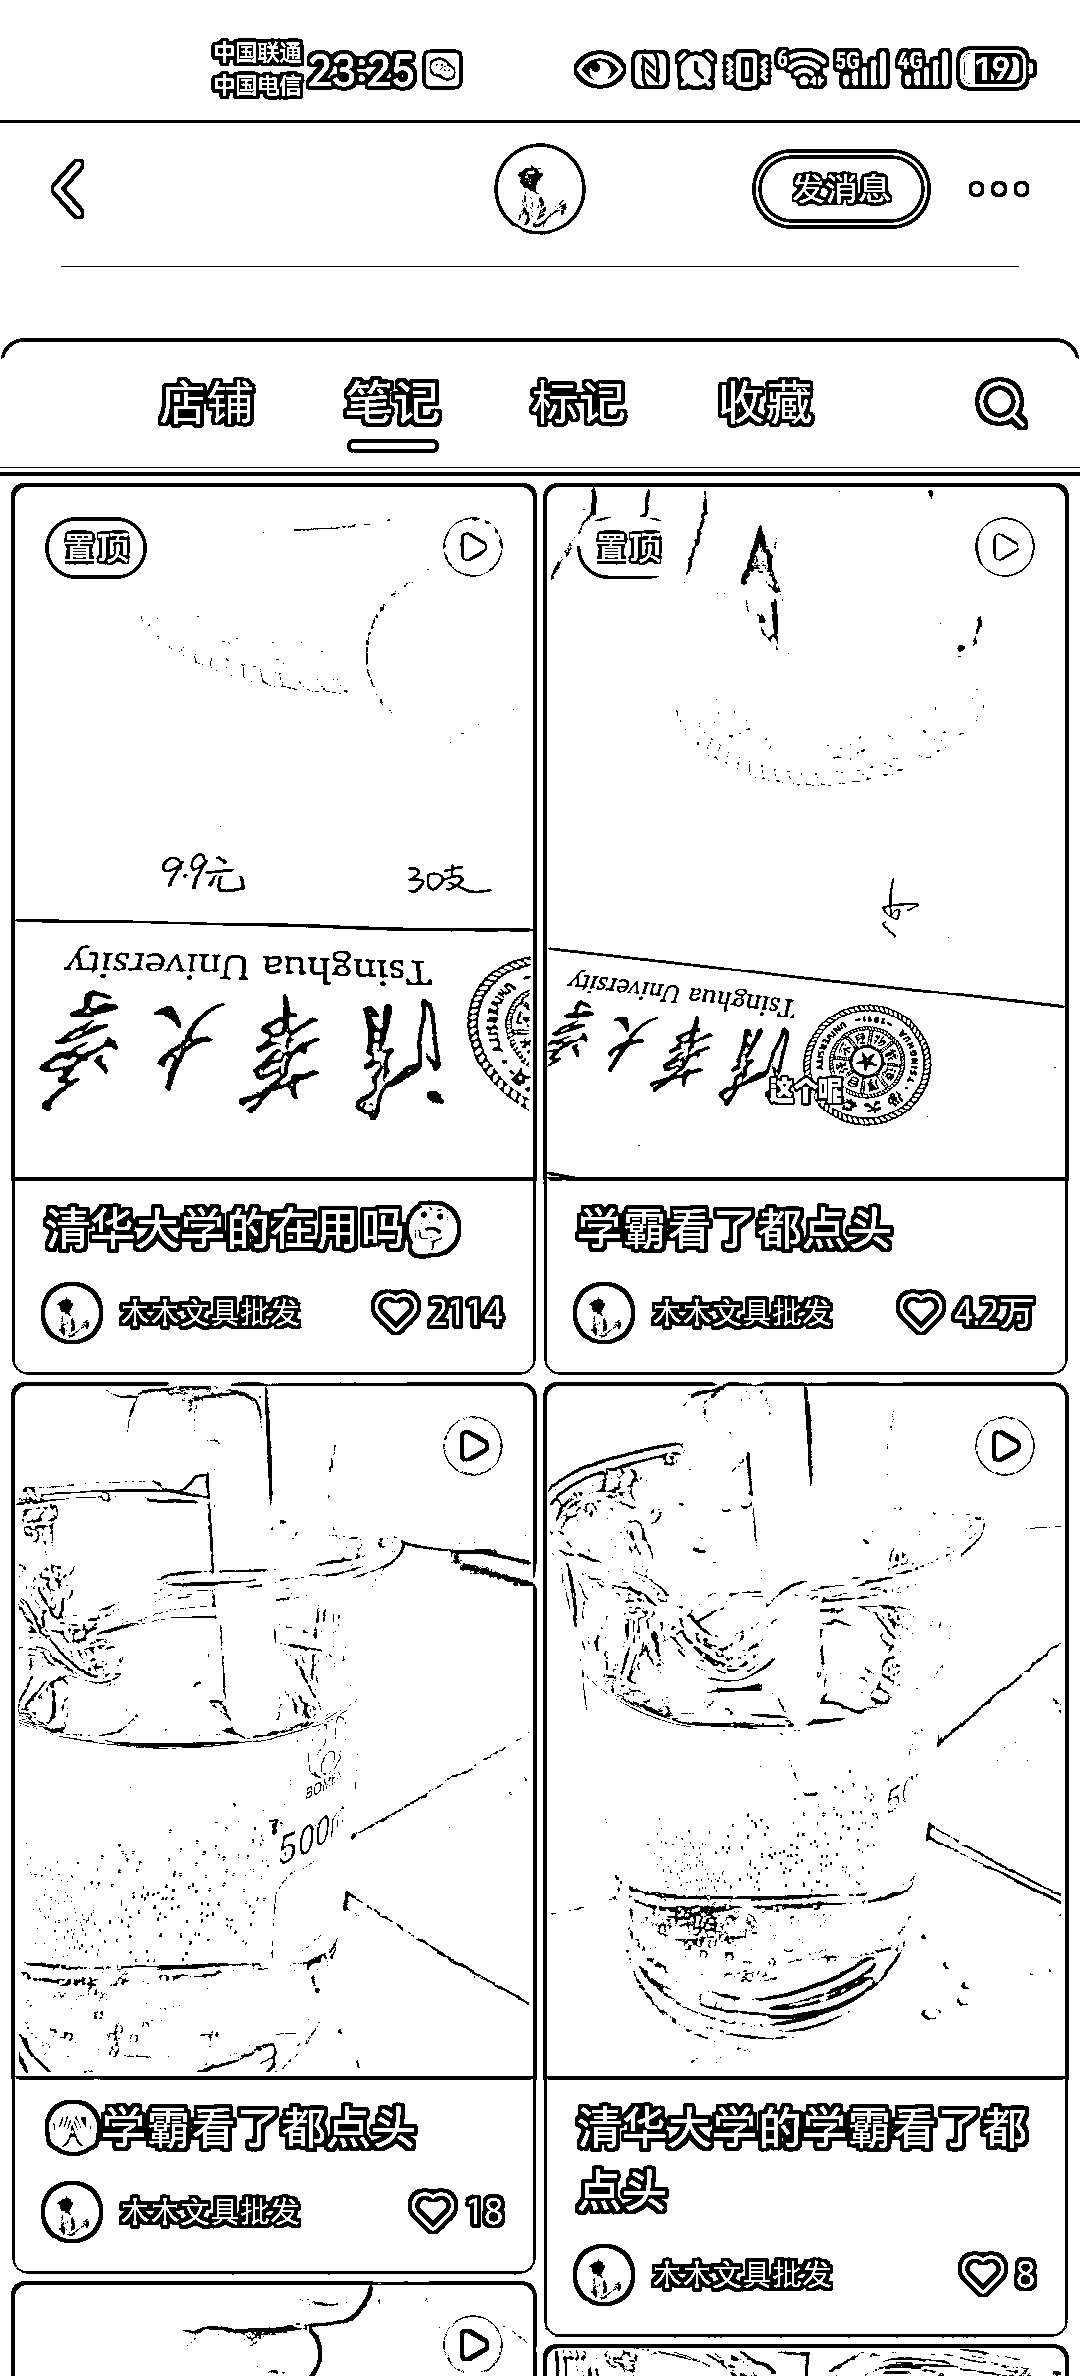 中国联通
中国电信
23:25
6
5G
4G
19
发消息
店铺 笔记 标记 收藏
置顶
9.9元 30支
Tsinghua University
清华大学
清华大学的在用吗🤔
木木文具批发 2114
置顶
Tsinghua University
清华大学
这个呢
学霸看了都点头
木木文具批发 4.2万
500
学霸看了都点头
木木文具批发 18
清华大学的学霸看了都
点头
木木文具批发 8